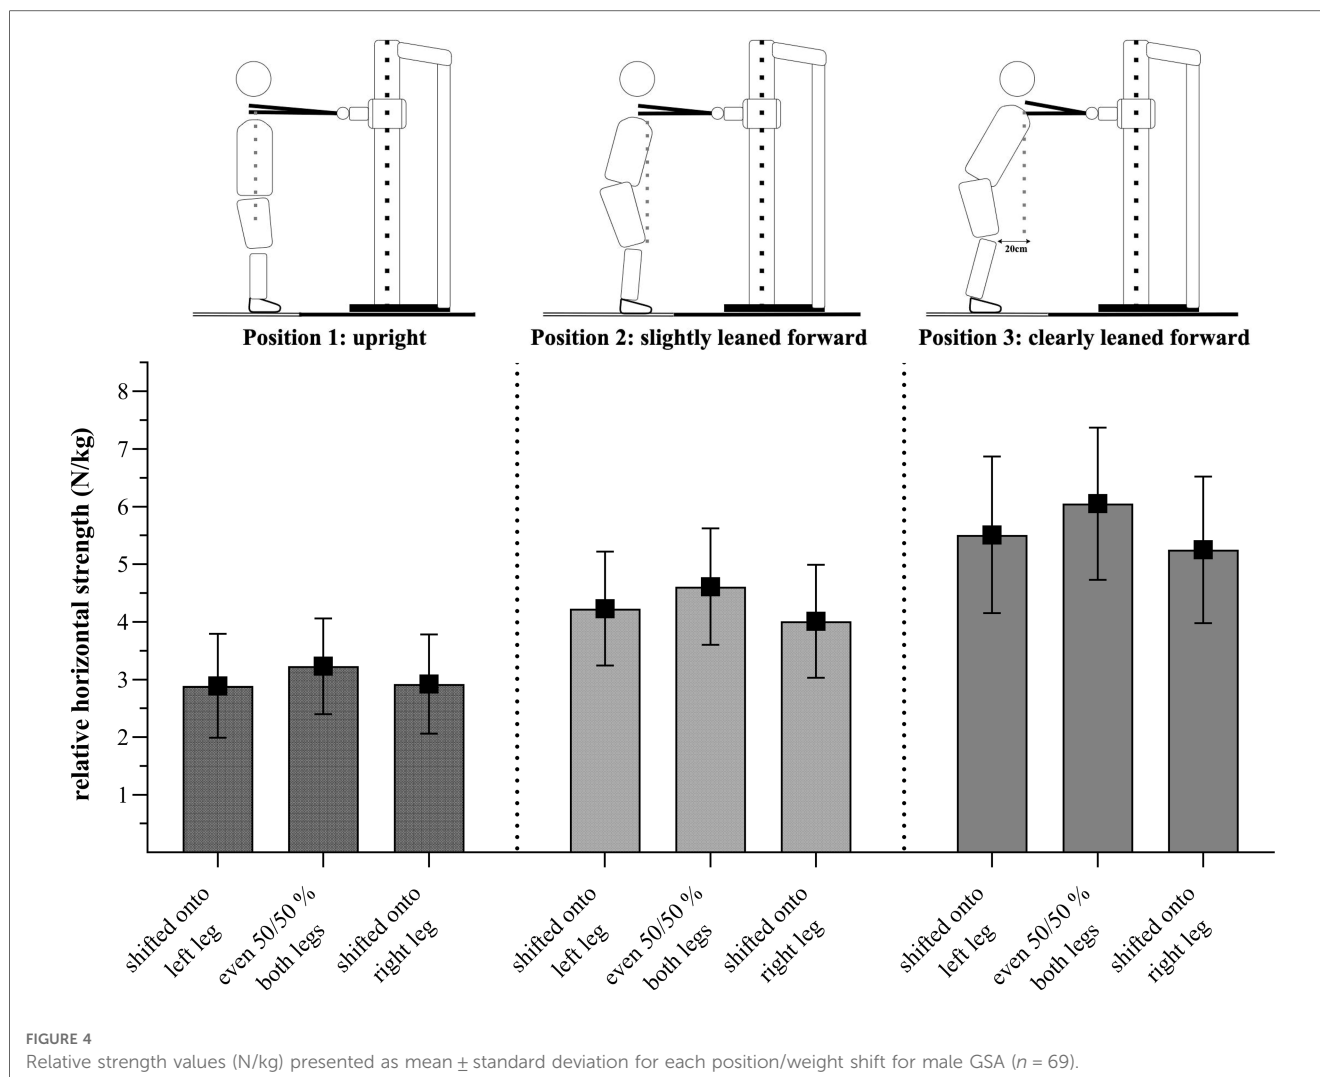 20cm
Position 1: upright
Position 2: slightly leaned forward
Position 3: clearly leaned forward
relative horizontal strength (N/kg)
8
7
6
5
4
3
2
1
shifted onto
left leg
even 50/50 %
both legs
shifted onto
right leg
shifted onto
left leg
even 50/50 %
both legs
shifted onto
right leg
shifted onto
left leg
even 50/50 %
both legs
shifted onto
right leg
FIGURE 4
Relative strength values (N/kg) presented as mean ± standard deviation for each position/weight shift for male GSA (n = 69).